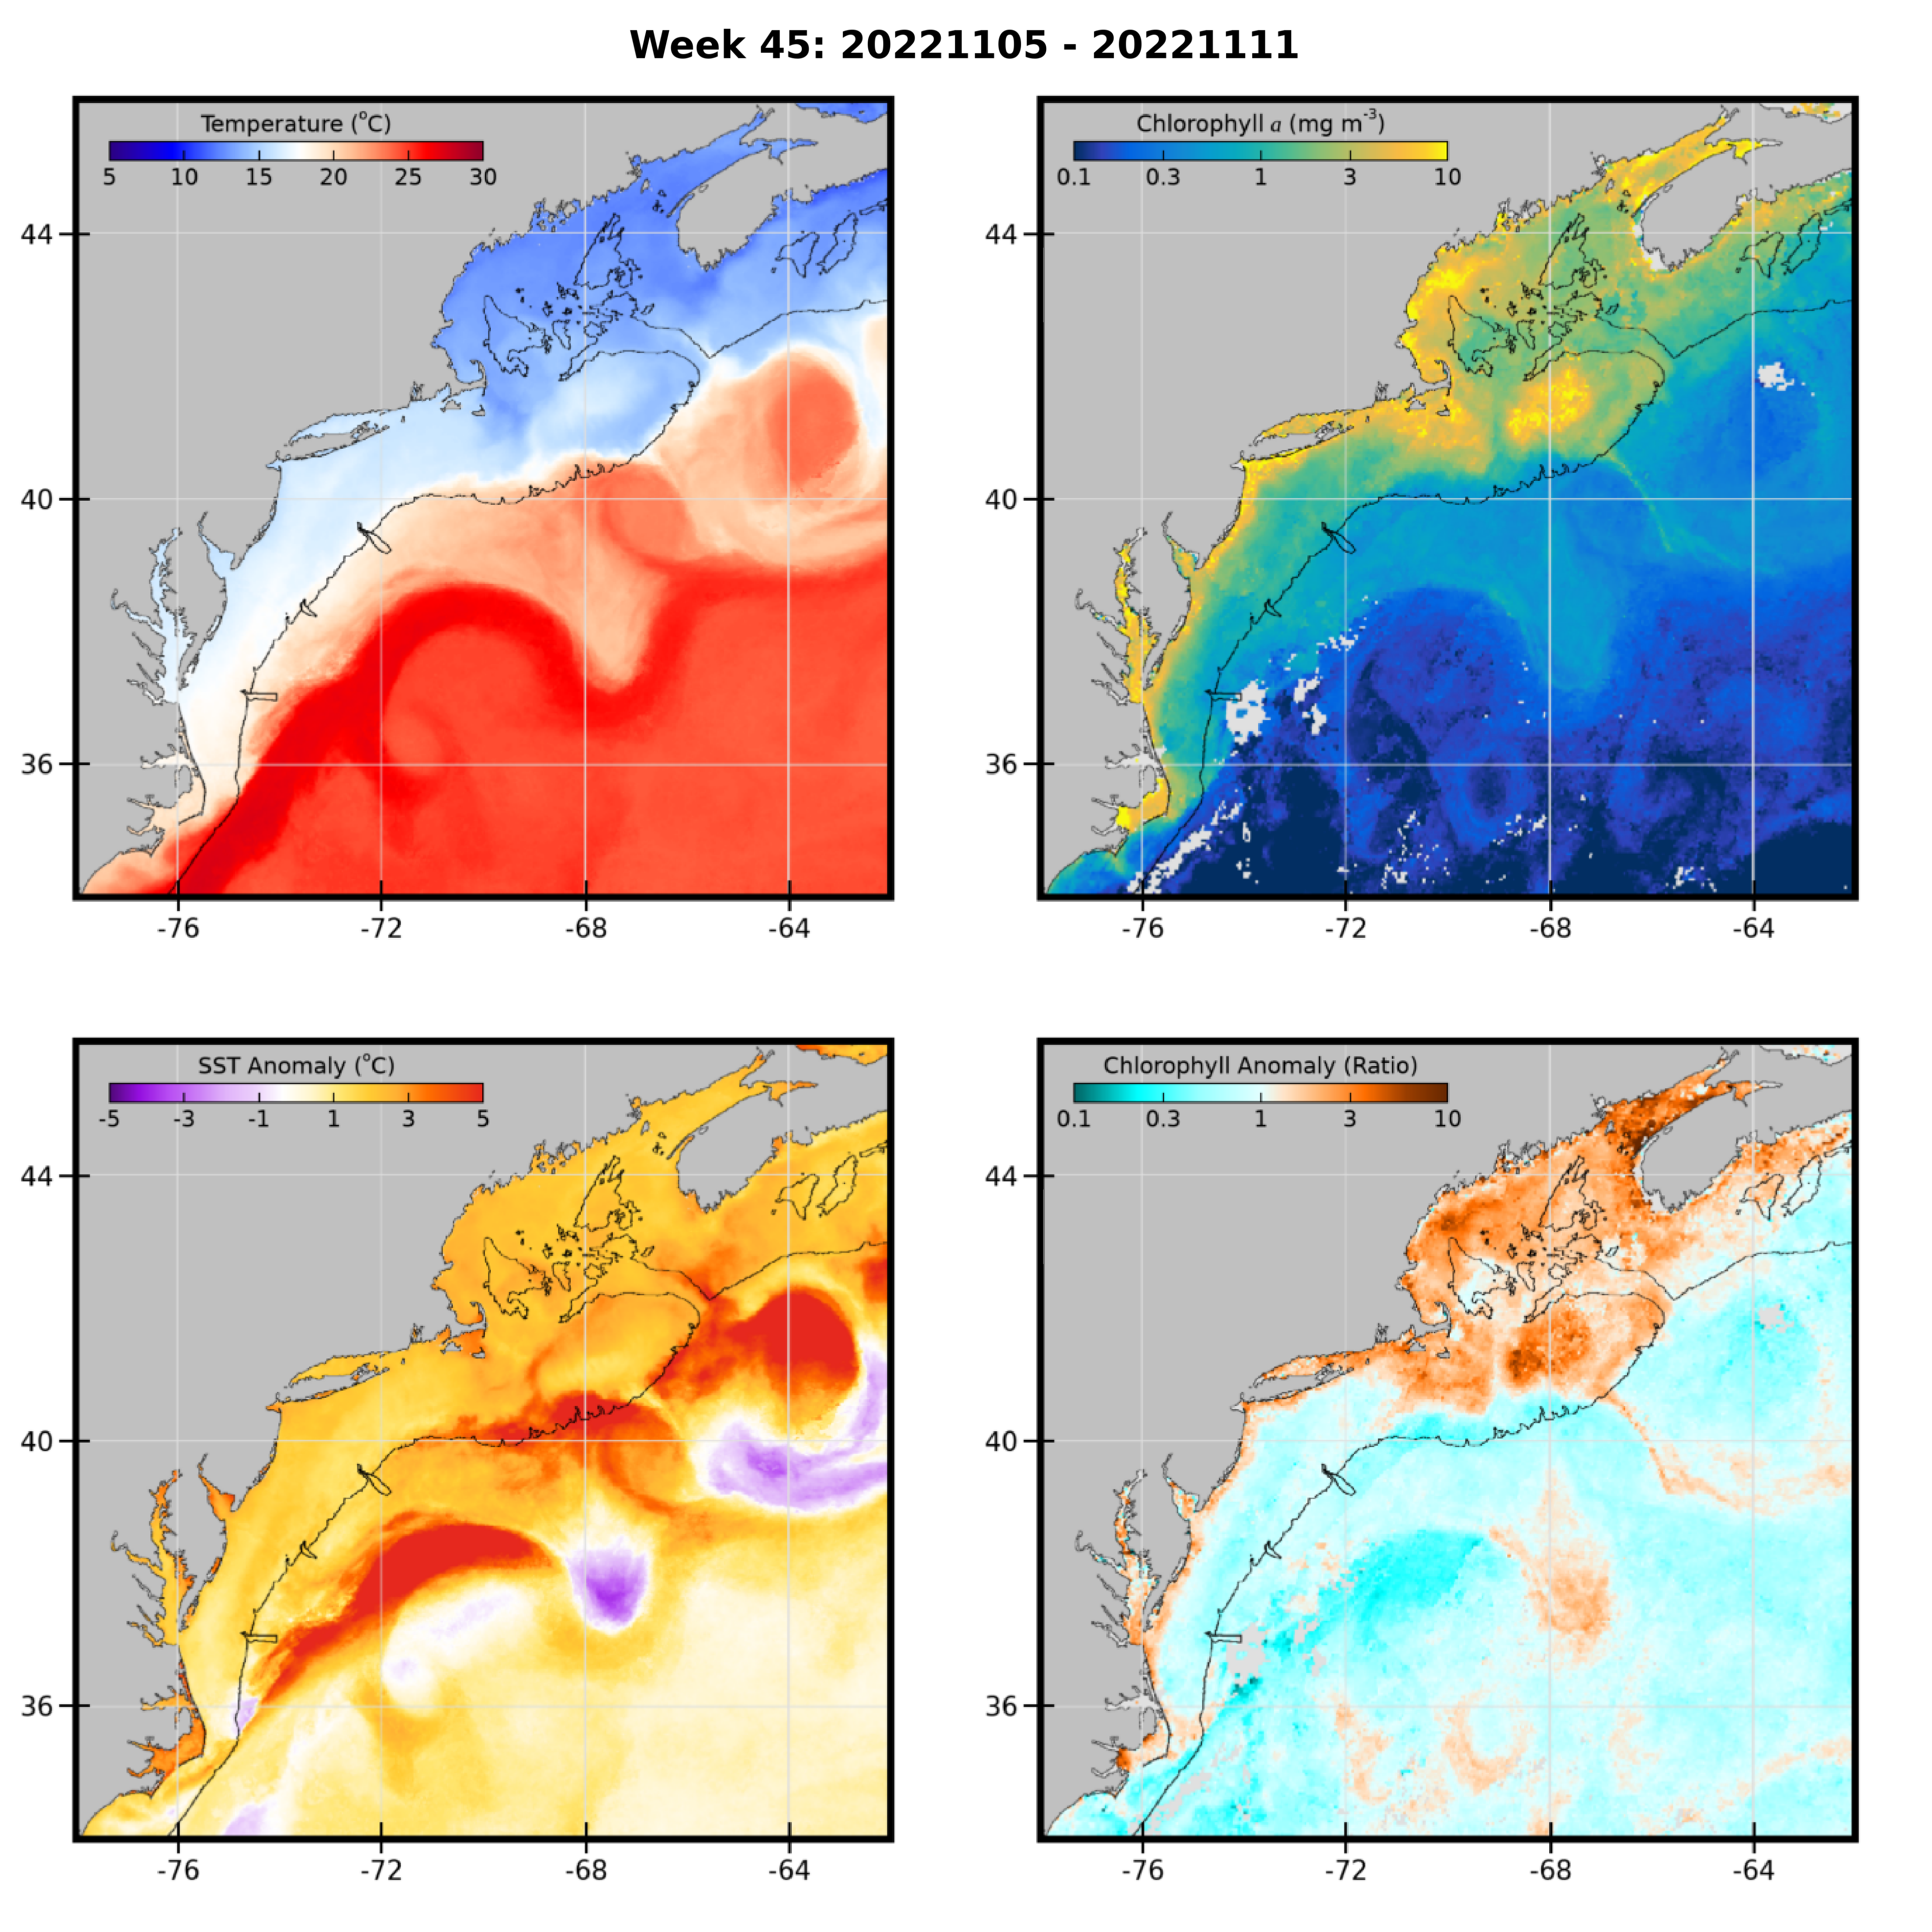 Week 45: 20221105 - 20221111
Temperature (°C)
5 10 15 20 25 30
44
40
36
-76 -72 -68 -64
Chlorophyll a (mg m⁻³)
0.1 0.3 1 3 10
44
40
36
-76 -72 -68 -64
SST Anomaly (°C)
-5 -3 -1 1 3 5
44
40
36
-76 -72 -68 -64
Chlorophyll Anomaly (Ratio)
0.1 0.3 1 3 10
44
40
36
-76 -72 -68 -64